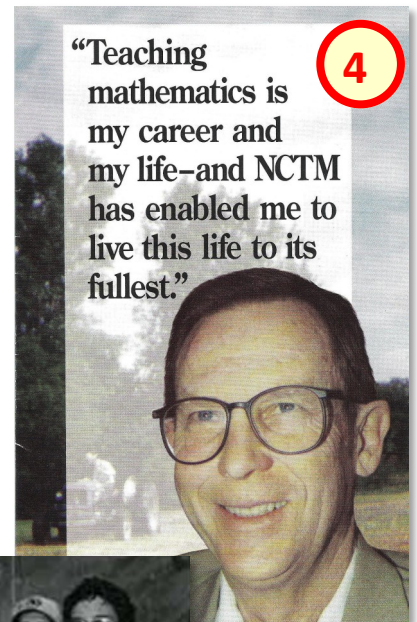 “Teaching
mathematics is
my career and
my life–and NCTM
has enabled me to
live this life to its
fullest.”
4